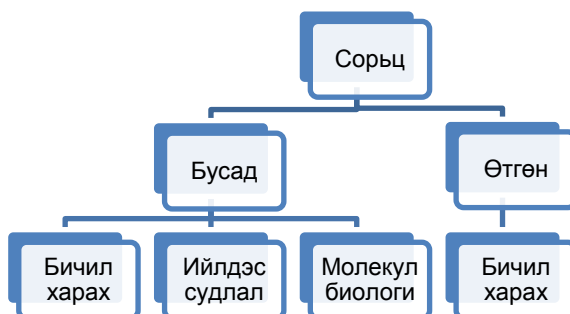 Сорьц
Бусад
Өтгөн
Бичил
харах
Ийлдэс
судлал
Молекул
биологи
Бичил
харах